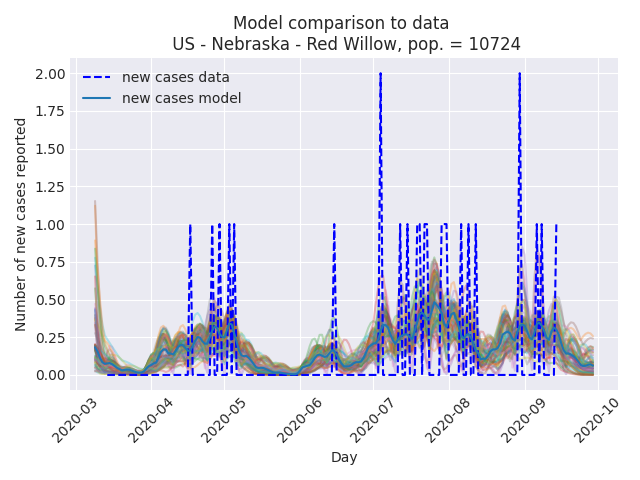 Model comparison to data
US - Nebraska - Red Willow, pop. = 10724
new cases data
new cases model
Number of new cases reported
2.00
1.75
1.50
1.25
1.00
0.75
0.50
0.25
0.00
2020-03
2020-04
2020-05
2020-06
2020-07
2020-08
2020-09
2020-10
Day